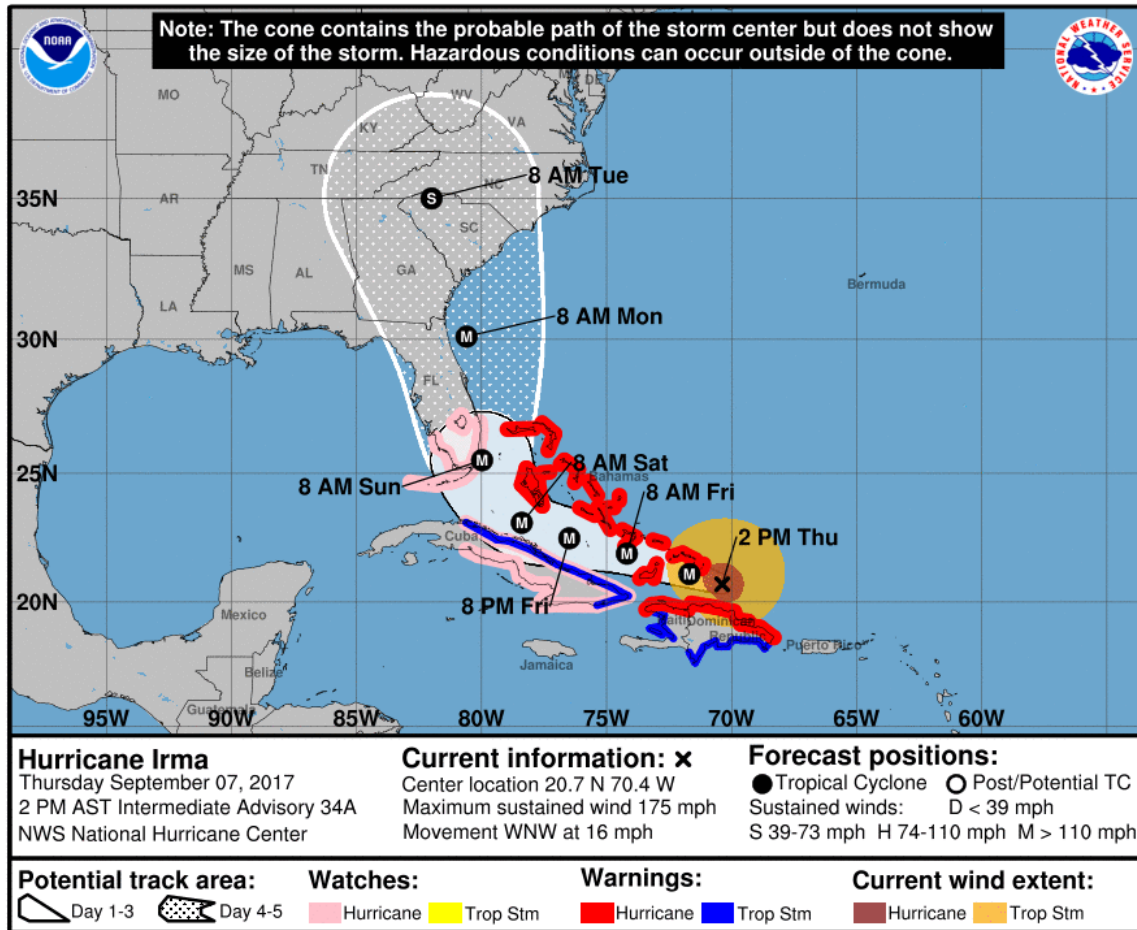 Note: The cone contains the probable path of the storm center but does not show
the size of the storm. Hazardous conditions can occur outside of the cone.
NOAA
NATIONAL WEATHER SERVICE
MO
KY
WV
MD
DE
VA
TN
8 AM Tue
NC
35N
S
AR
SC
MS
AL
GA
LA
Bermuda
8 AM Mon
30N
M
FL
25N
M
8 AM Sun
8 AM Sat
Bahamas
8 AM Fri
M
M
M
2 PM Thu
Cuba
M
20N
8 PM Fri
Mexico
Haiti
Dominican
Republic
Puerto Rico
Jamaica
Belize
Guatemala
95W
90W
85W
80W
75W
70W
65W
60W
Hurricane Irma
Thursday September 07, 2017
2 PM AST Intermediate Advisory 34A
NWS National Hurricane Center
Current information: ×
Center location 20.7 N 70.4 W
Maximum sustained wind 175 mph
Movement WNW at 16 mph
Forecast positions:
Tropical Cyclone
Post/Potential TC
Sustained winds: D < 39 mph
S 39-73 mph H 74-110 mph M > 110 mph
Potential track area:
Day 1-3
Day 4-5
Watches:
Hurricane
Trop Stm
Warnings:
Hurricane
Trop Stm
Current wind extent:
Hurricane
Trop Stm